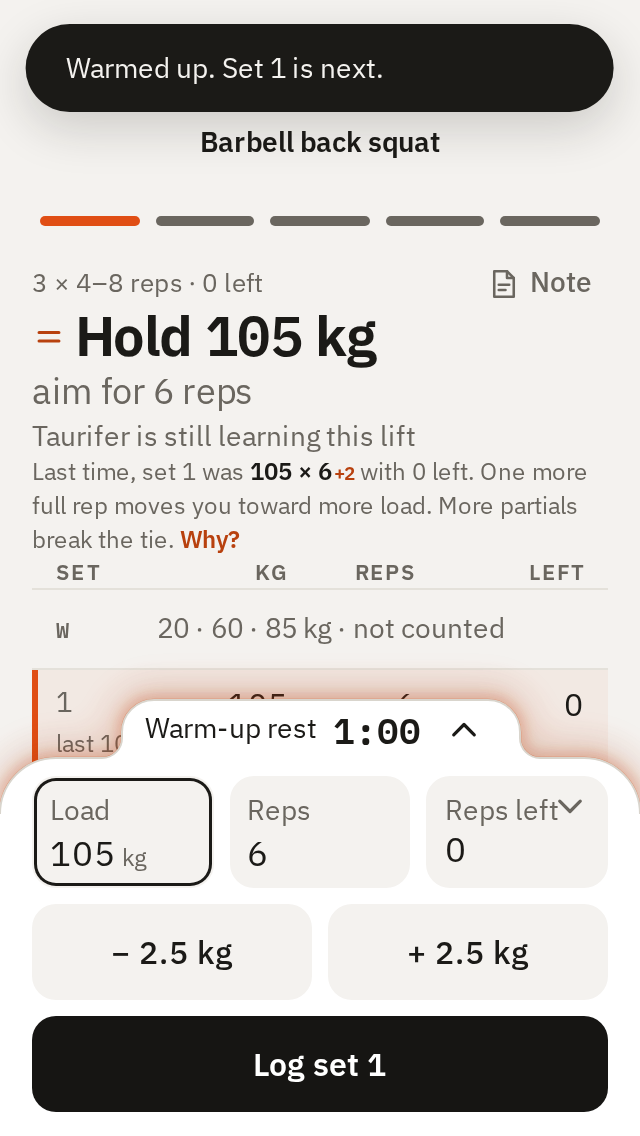 Warmed up. Set 1 is next.
Barbell back squat
3 × 4–8 reps · 0 left
Note
= Hold 105 kg
aim for 6 reps
Taurifer is still learning this lift
Last time, set 1 was 105 × 6 +2 with 0 left. One more
full rep moves you toward more load. More partials
break the tie. Why?
SET KG REPS LEFT
W 20 · 60 · 85 kg · not counted
1 105 6 0
last 10
Warm-up rest 1:00
Load Reps Reps left
105 kg 6 0
− 2.5 kg + 2.5 kg
Log set 1